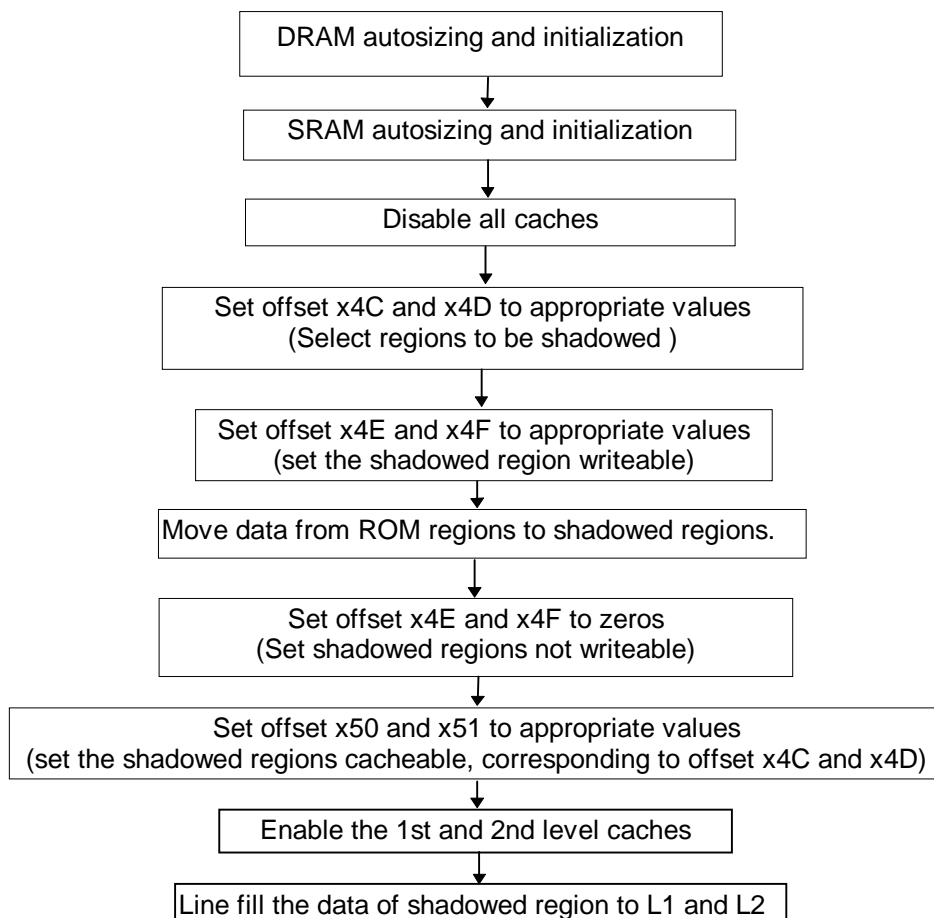 DRAM autosizing and initialization
SRAM autosizing and initialization
Disable all caches
Set offset x4C and x4D to appropriate values
(Select regions to be shadowed )
Set offset x4E and x4F to appropriate values
(set the shadowed region writeable)
Move data from ROM regions to shadowed regions.
Set offset x4E and x4F to zeros
(Set shadowed regions not writeable)
Set offset x50 and x51 to appropriate values
(set the shadowed regions cacheable, corresponding to offset x4C and x4D)
Enable the 1st and 2nd level caches
Line fill the data of shadowed region to L1 and L2